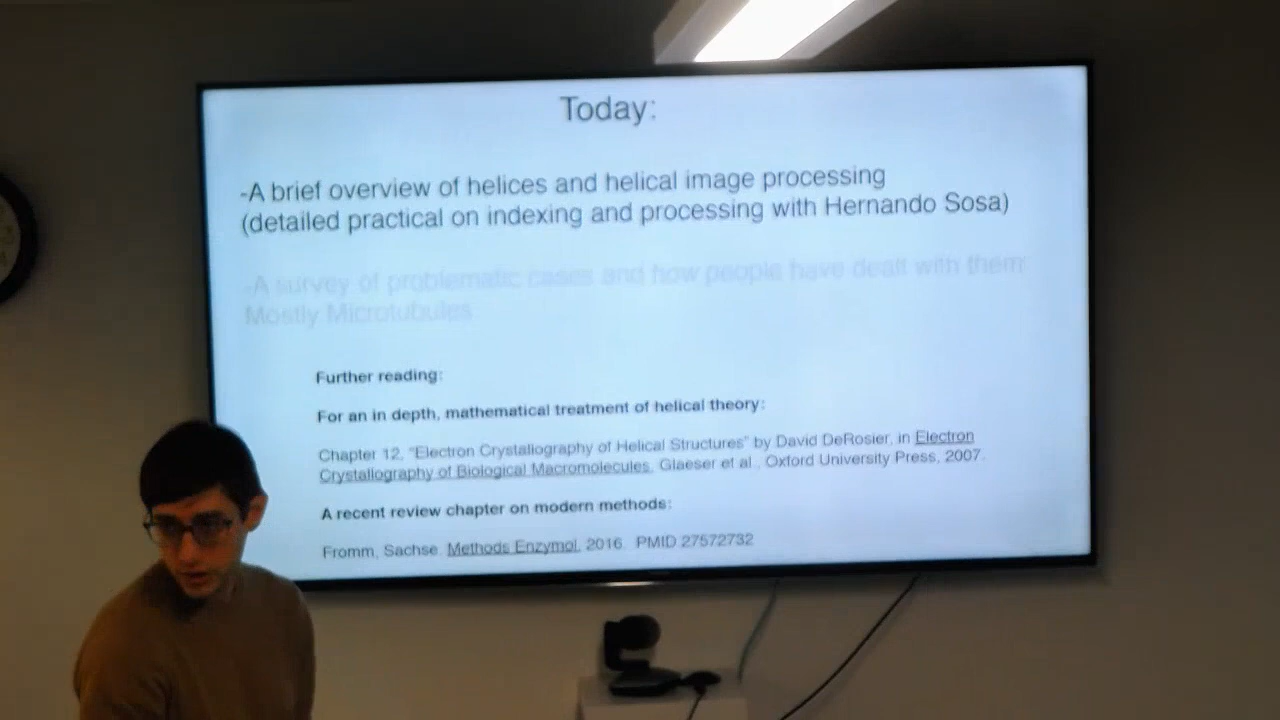 Today:
-A brief overview of helices and helical image processing
(detailed practical on indexing and processing with Hernando Sosa)
-A survey of problematic cases and how people have dealt with them:
Mostly Microtubules
Further reading:
For an in depth, mathematical treatment of helical theory:
Chapter 12, "Electron Crystallography of Helical Structures" by David DeRosier, in Electron
Crystallography of Biological Macromolecules, Glaeser et al., Oxford University Press, 2007.
A recent review chapter on modern methods:
Fromm, Sachse. Methods Enzymol, 2016. PMID 27572732